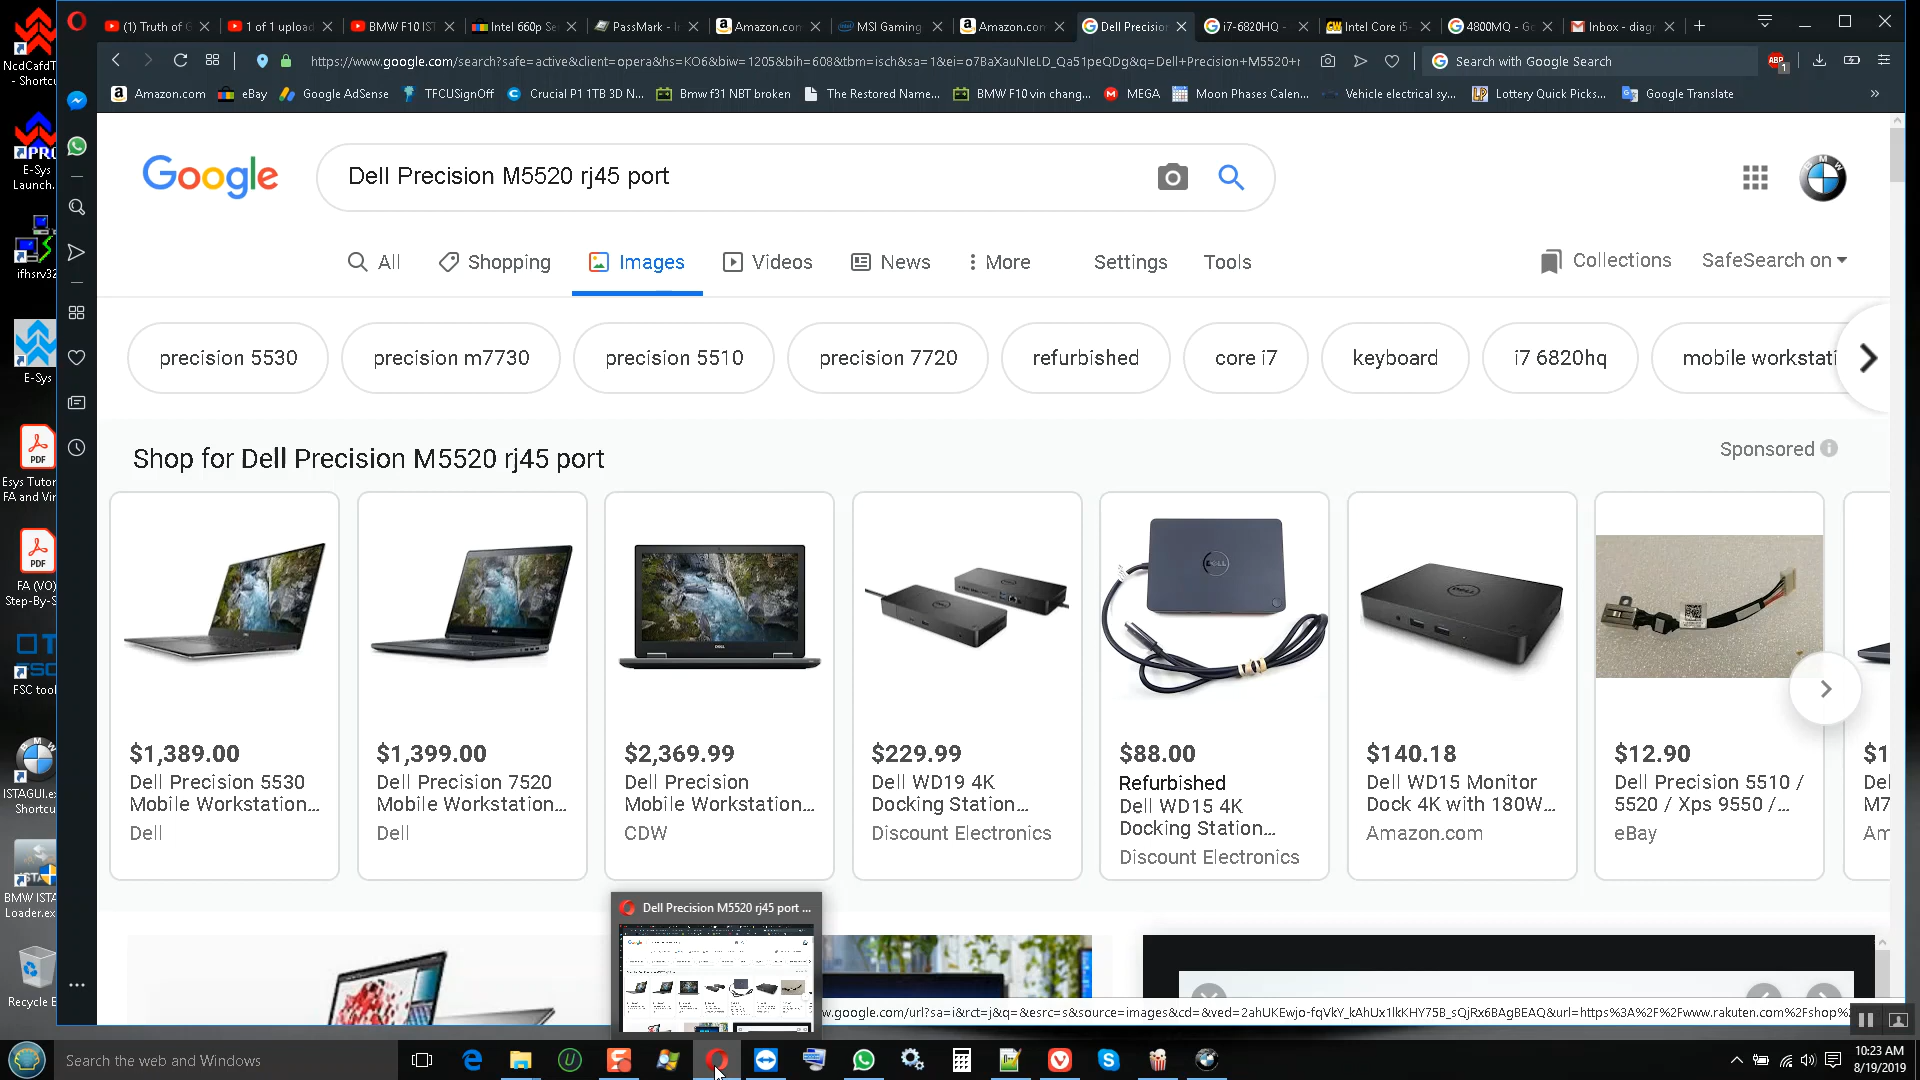 (1) Truth of G
1 of 1 upload
BMW F10 IST
Intel 660p Se
PassMark - I
Amazon.com
MSI Gaming
Amazon.com
Dell Precision
i7-6820HQ -
Intel Core i5-
4800MQ - Go
Inbox - diag
https://www.google.com/search?safe=active&client=opera&hs=KO6&biw=1205&bih=608&tbm=isch&sa=1&ei=o7BaXauNIeLD_Qa51peQDg&q=Dell+Precision+M5520+r
Search with Google Search
ABP
1
Amazon.com
eBay
Google AdSense
TFCUSignOff
Crucial P1 1TB 3D N...
Bmw f31 NBT broken
The Restored Name...
BMW F10 vin chang...
MEGA
Moon Phases Calen...
Vehicle electrical sy...
Lottery Quick Picks...
Google Translate
NcdCafdT
- Shortcu
E-Sys
Launch.
ifhsrv32
E-Sys
PDF
Esys Tutor
FA and Vir
PDF
FA (VO)
Step-By-S
FSC tool
ISTAGUI.ex
Shortcu
BMW ISTA
Loader.ex
Recycle B
Google
Dell Precision M5520 rj45 port
All
Shopping
Images
Videos
News
More
Settings
Tools
Collections
SafeSearch on
precision 5530
precision m7730
precision 5510
precision 7720
refurbished
core i7
keyboard
i7 6820hq
mobile workstati
Shop for Dell Precision M5520 rj45 port
Sponsored
$1,389.00
Dell Precision 5530
Mobile Workstation...
Dell
$1,399.00
Dell Precision 7520
Mobile Workstation...
Dell
$2,369.99
Dell Precision
Mobile Workstation...
CDW
$229.99
Dell WD19 4K
Docking Station...
Discount Electronics
$88.00
Refurbished
Dell WD15 4K
Docking Station...
Discount Electronics
$140.18
Dell WD15 Monitor
Dock 4K with 180W...
Amazon.com
$12.90
Dell Precision 5510 /
5520 / Xps 9550 /...
eBay
$1
Del
M7
Am
Dell Precision M5520 rj45 port ...
w.google.com/url?sa=i&rct=j&q=&esrc=s&source=images&cd=&ved=2ahUKEwjo-fqVkY_kAhUx1lkKHY75B_sQjRx6BAgBEAQ&url=https%3A%2F%2Fwww.rakuten.com%2Fshop%2
Search the web and Windows
10:23 AM
8/19/2019